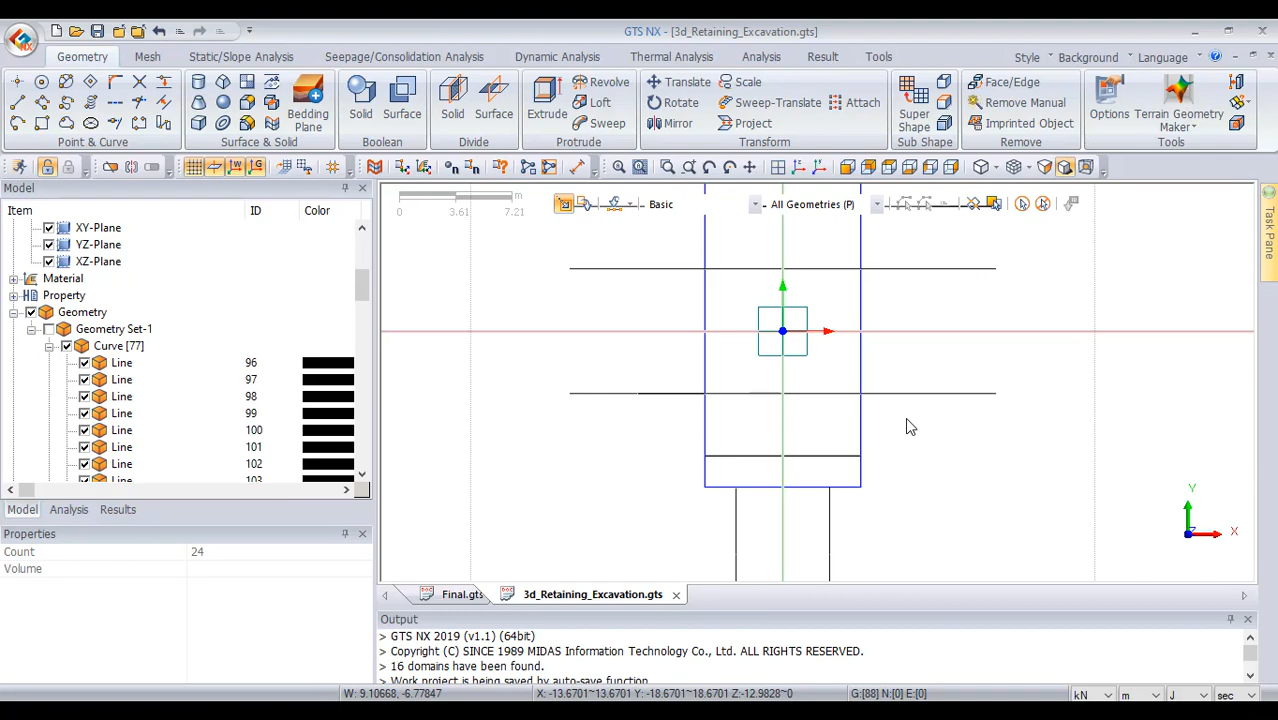 GTS NX - [3d_Retaining_Excavation.gts]
Geometry Mesh Static/Slope Analysis Seepage/Consolidation Analysis Dynamic Analysis Thermal Analysis Analysis Result Tools Style Background Language
Solid Surface Solid Surface Extrude Revolve Loft Sweep Translate Rotate Mirror Scale Sweep-Translate Project Attach Super Shape Face/Edge Remove Manual Imprinted Object Options Terrain Geometry Maker
Bedding Plane
Point & Curve Surface & Solid Boolean Divide Protrude Transform Sub Shape Remove Tools
Model
Item ID Color
XY-Plane
YZ-Plane
XZ-Plane
Material
Property
Geometry
Geometry Set-1
Curve [77]
Line 96
Line 97
Line 98
Line 99
Line 100
Line 101
Line 102
103
Model Analysis Results
Properties
Count 24
Volume
m
0 3.61 7.21
Basic All Geometries (P)
Task Pane
Y
X
Final.gts 3d_Retaining_Excavation.gts
Output
> GTS NX 2019 (v1.1) (64bit)
> Copyright (C) SINCE 1989 MIDAS Information Technology Co., Ltd. ALL RIGHTS RESERVED.
> 16 domains have been found.
> Work project is being saved by auto-save function.
W: 9.10668, -6.77847 X: -13.6701~13.6701 Y: -18.6701~18.6701 Z:-12.9828~0 G:[88] N:[0] E:[0] kN m J sec